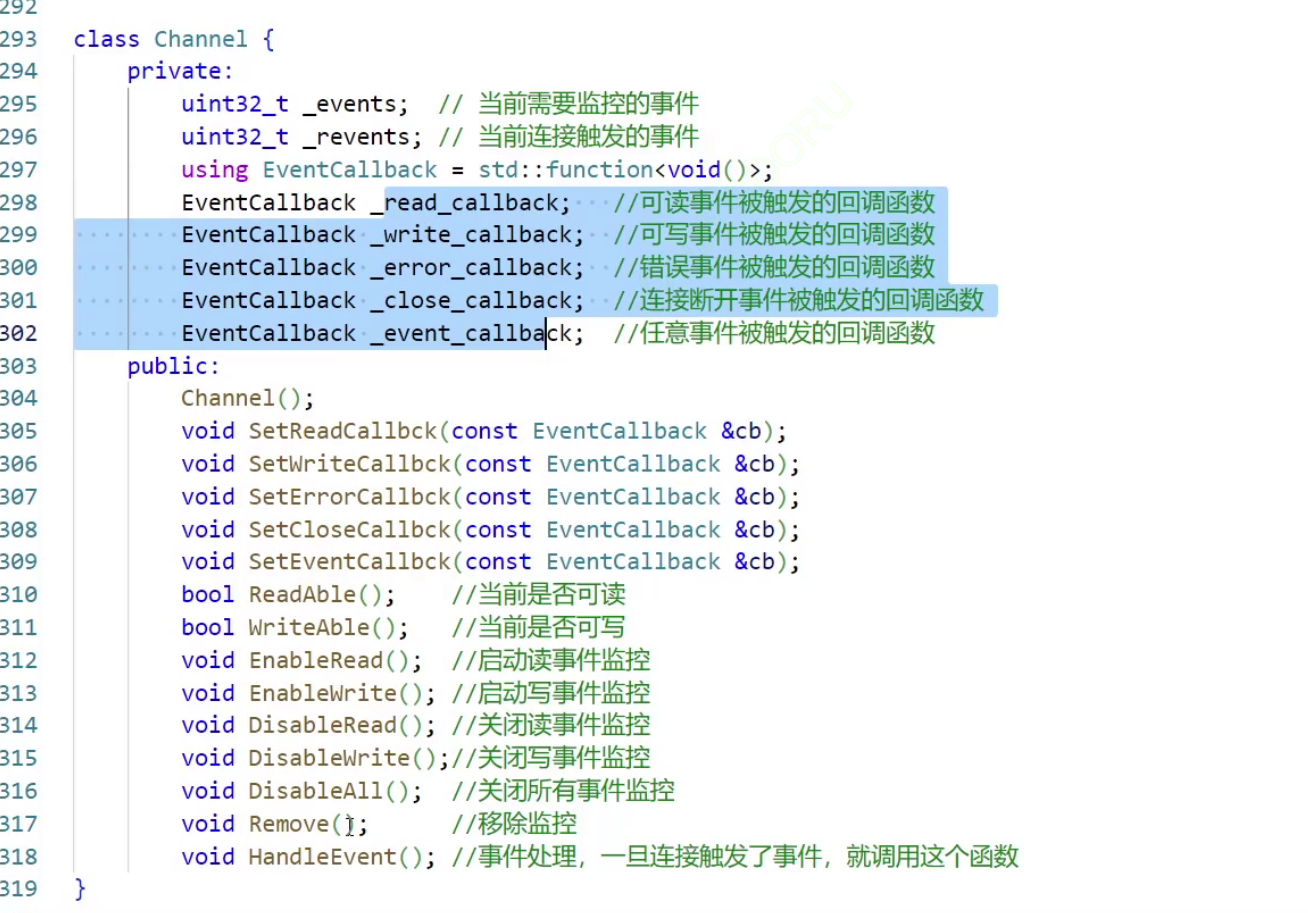 292
293 class Channel {
294     private:
295         uint32_t _events;  // 当前需要监控的事件
296         uint32_t _revents; // 当前连接触发的事件
297         using EventCallback = std::function<void()>;
298         EventCallback _read_callback;   //可读事件被触发的回调函数
299         EventCallback _write_callback;  //可写事件被触发的回调函数
300         EventCallback _error_callback;  //错误事件被触发的回调函数
301         EventCallback _close_callback;  //连接断开事件被触发的回调函数
302         EventCallback _event_callback;  //任意事件被触发的回调函数
303     public:
304         Channel();
305         void SetReadCallbck(const EventCallback &cb);
306         void SetWriteCallbck(const EventCallback &cb);
307         void SetErrorCallbck(const EventCallback &cb);
308         void SetCloseCallbck(const EventCallback &cb);
309         void SetEventCallbck(const EventCallback &cb);
310         bool ReadAble();    //当前是否可读
311         bool WriteAble();   //当前是否可写
312         void EnableRead();  //启动读事件监控
313         void EnableWrite(); //启动写事件监控
314         void DisableRead(); //关闭读事件监控
315         void DisableWrite();//关闭写事件监控
316         void DisableAll();  //关闭所有事件监控
317         void Remove();      //移除监控
318         void HandleEvent(); //事件处理，一旦连接触发了事件，就调用这个函数
319 }